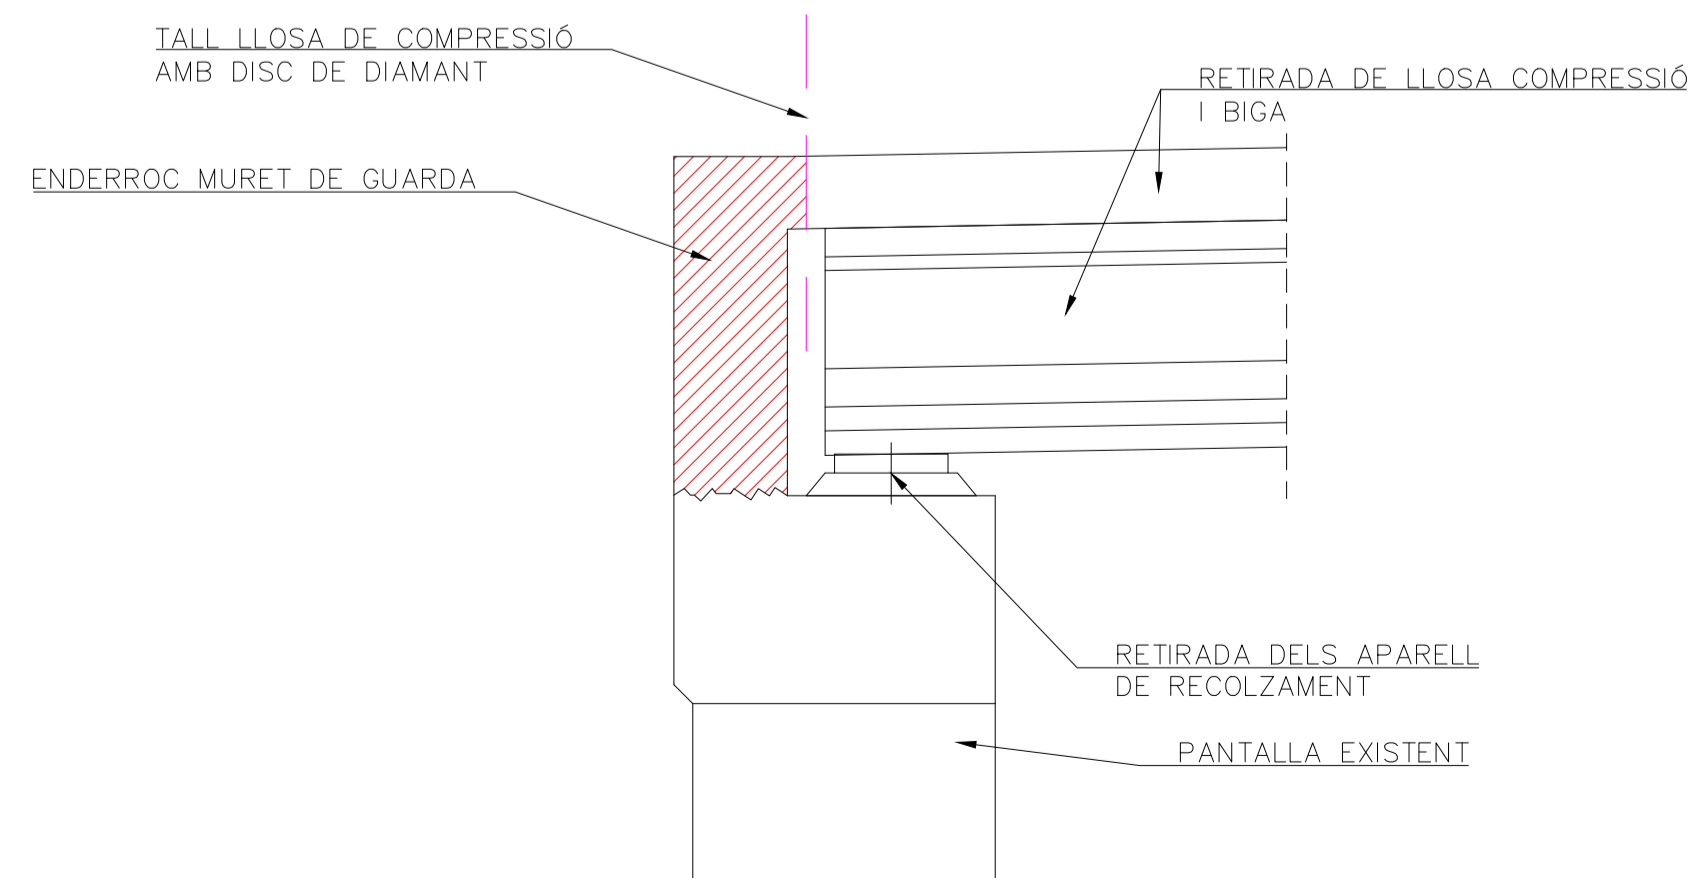 TALL LLOSA DE COMPRESSIÓ
AMB DISC DE DIAMANT
RETIRADA DE LLOSA COMPRESSIÓ
I BIGA
ENDERROC MURET DE GUARDA
RETIRADA DELS APARELL
DE RECOLZAMENT
PANTALLA EXISTENT